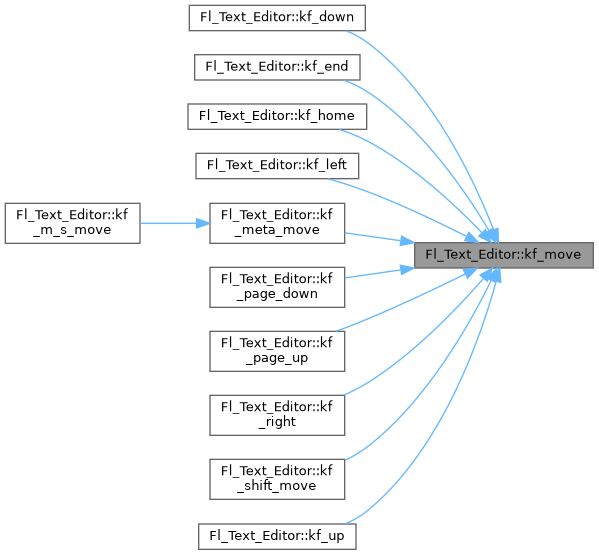 Fl_Text_Editor::kf_down
Fl_Text_Editor::kf_end
Fl_Text_Editor::kf_home
Fl_Text_Editor::kf_left
Fl_Text_Editor::kf
_m_s_move
Fl_Text_Editor::kf
_meta_move
Fl_Text_Editor::kf_move
Fl_Text_Editor::kf
_page_down
Fl_Text_Editor::kf
_page_up
Fl_Text_Editor::kf
_right
Fl_Text_Editor::kf
_shift_move
Fl_Text_Editor::kf_up